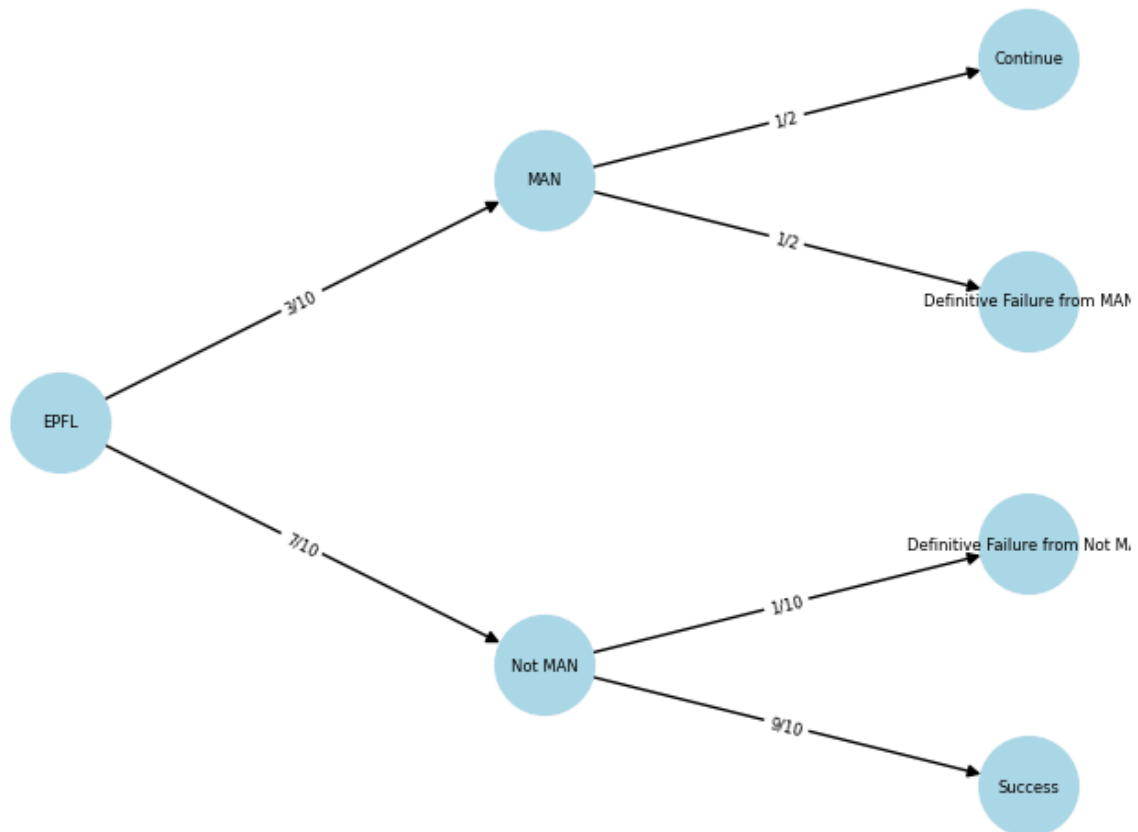 Continue
1/2
MAN
1/2
Definitive Failure from MAN
3/10
EPFL
7/10
Definitive Failure from Not
1/10
Not MAN
9/10
Success